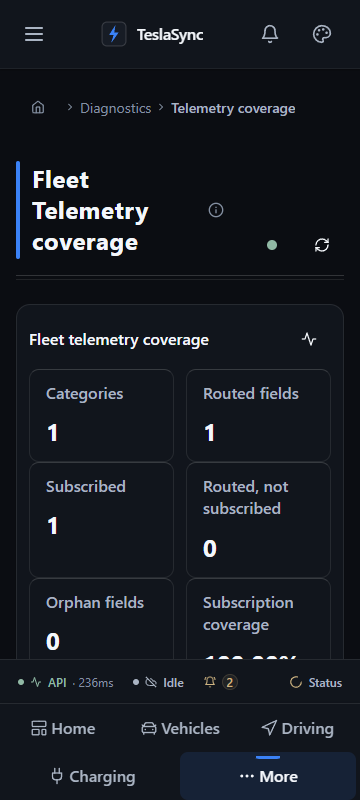 TeslaSync
Diagnostics Telemetry coverage
Fleet
Telemetry
coverage
Fleet telemetry coverage
Categories
1
Routed fields
1
Subscribed
1
Routed, not
subscribed
0
Orphan fields
0
Subscription
coverage
API · 236ms
Idle
2
Status
Home
Vehicles
Driving
Charging
More